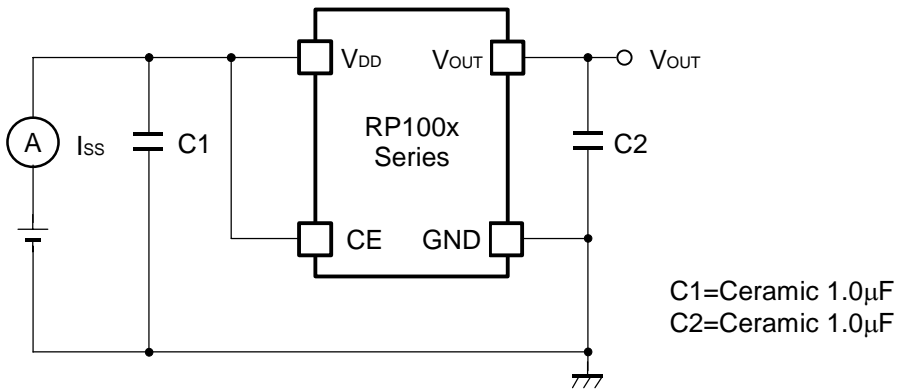 VDD
VOUT
VOUT
A
ISS
C1
RP100x
Series
C2
CE
GND
C1=Ceramic 1.0μF
C2=Ceramic 1.0μF